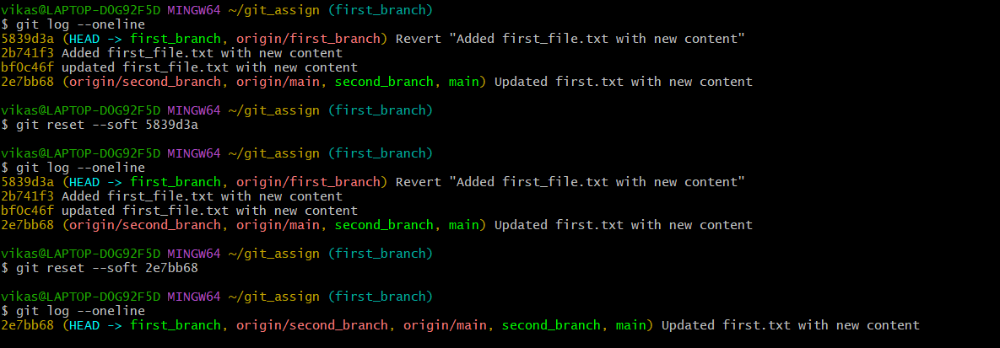 vikas@LAPTOP-DOG92F5D MINGW64 ~/git_assign (first_branch)
$ git log --oneline
5839d3a (HEAD -> first_branch, origin/first_branch) Revert "Added first_file.txt with new content"
2b741f3 Added first_file.txt with new content
bf0c46f updated first_file.txt with new content
2e7bb68 (origin/second_branch, origin/main, second_branch, main) Updated first.txt with new content
vikas@LAPTOP-DOG92F5D MINGW64 ~/git_assign (first_branch)
$ git reset --soft 5839d3a
vikas@LAPTOP-DOG92F5D MINGW64 ~/git_assign (first_branch)
$ git log --oneline
5839d3a (HEAD -> first_branch, origin/first_branch) Revert "Added first_file.txt with new content"
2b741f3 Added first_file.txt with new content
bf0c46f updated first_file.txt with new content
2e7bb68 (origin/second_branch, origin/main, second_branch, main) Updated first.txt with new content
vikas@LAPTOP-DOG92F5D MINGW64 ~/git_assign (first_branch)
$ git reset --soft 2e7bb68
vikas@LAPTOP-DOG92F5D MINGW64 ~/git_assign (first_branch)
$ git log --oneline
2e7bb68 (HEAD -> first_branch, origin/second_branch, origin/main, second_branch, main) Updated first.txt with new content